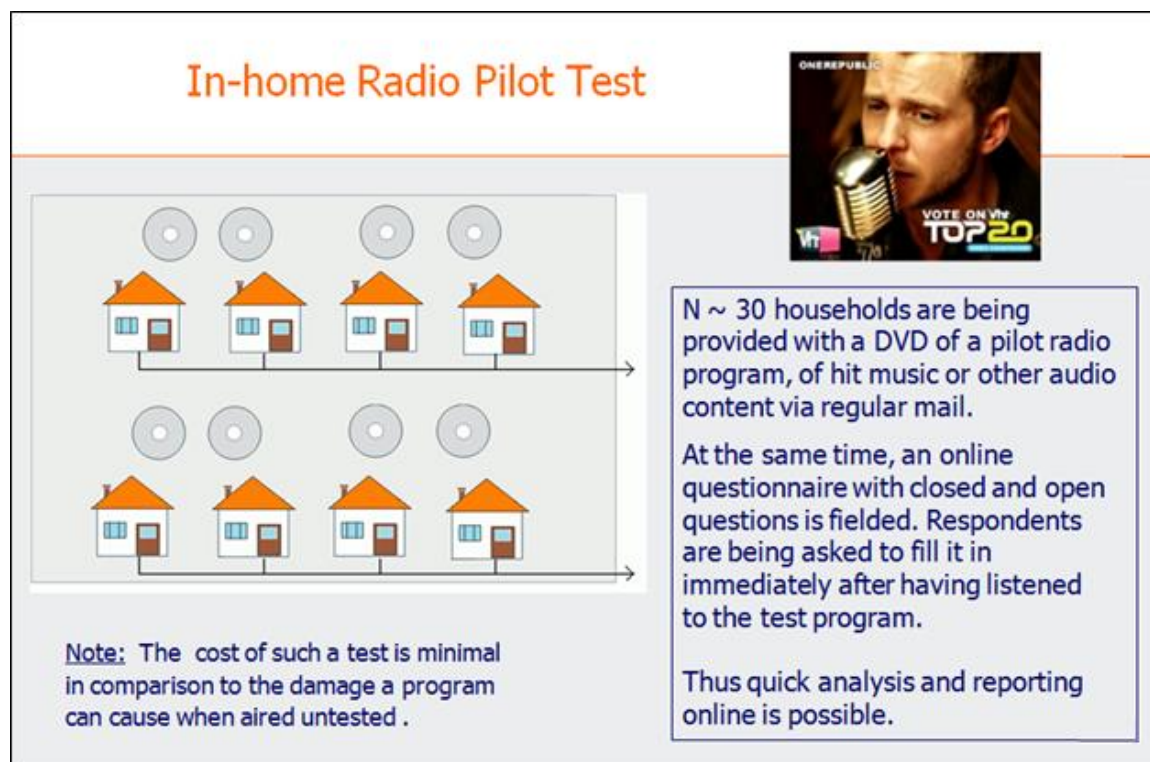 In-home Radio Pilot Test
ONEREPUBLIC
VOTE ON VH1
TOP20
VH1
N ~ 30 households are being
provided with a DVD of a pilot radio
program, of hit music or other audio
content via regular mail.
At the same time, an online
questionnaire with closed and open
questions is fielded. Respondents
are being asked to fill it in
immediately after having listened
to the test program.
Thus quick analysis and reporting
online is possible.
Note:  The  cost of such a test is minimal
in comparison to the damage a program
can cause when aired untested .